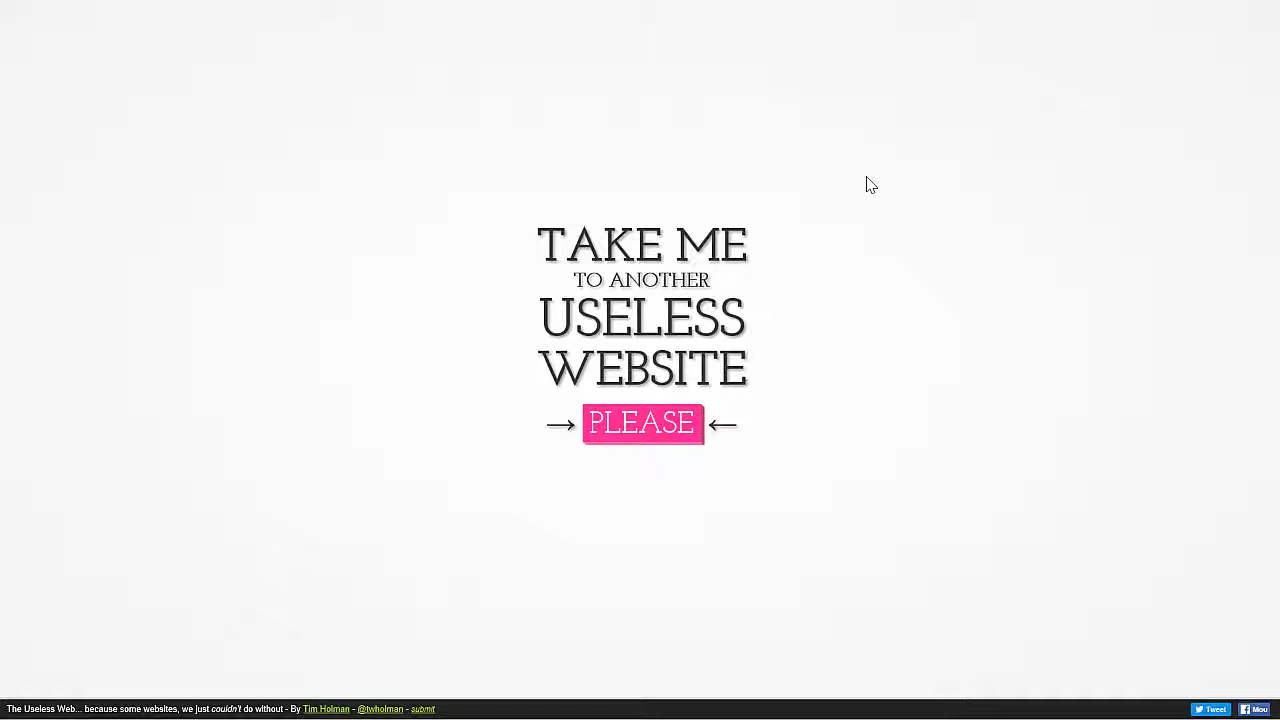 TAKE ME
TO ANOTHER
USELESS
WEBSITE
→ PLEASE ←
The Useless Web... because some websites, we just couldn't do without - By Tim Holman - @twholman - submit
Tweet
Mou